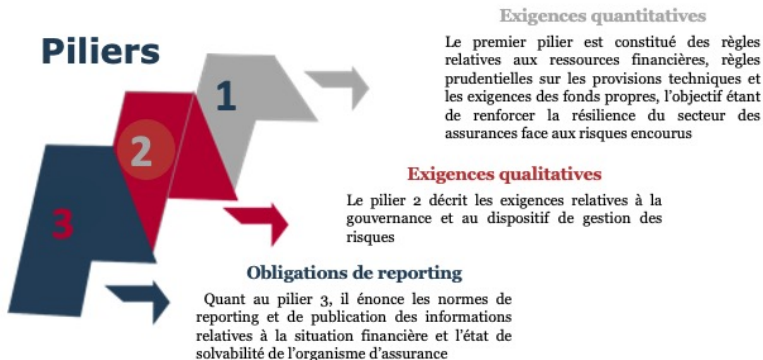 Piliers
1
Exigences quantitatives
Le premier pilier est constitué des règles
relatives aux ressources financières, règles
prudentielles sur les provisions techniques et
les exigences des fonds propres, l'objectif étant
de renforcer la résilience du secteur des
assurances face aux risques encourus
2
Exigences qualitatives
Le pilier 2 décrit les exigences relatives à la
gouvernance et au dispositif de gestion des
risques
3
Obligations de reporting
Quant au pilier 3, il énonce les normes de
reporting et de publication des informations
relatives à la situation financière et l'état de
solvabilité de l'organisme d'assurance